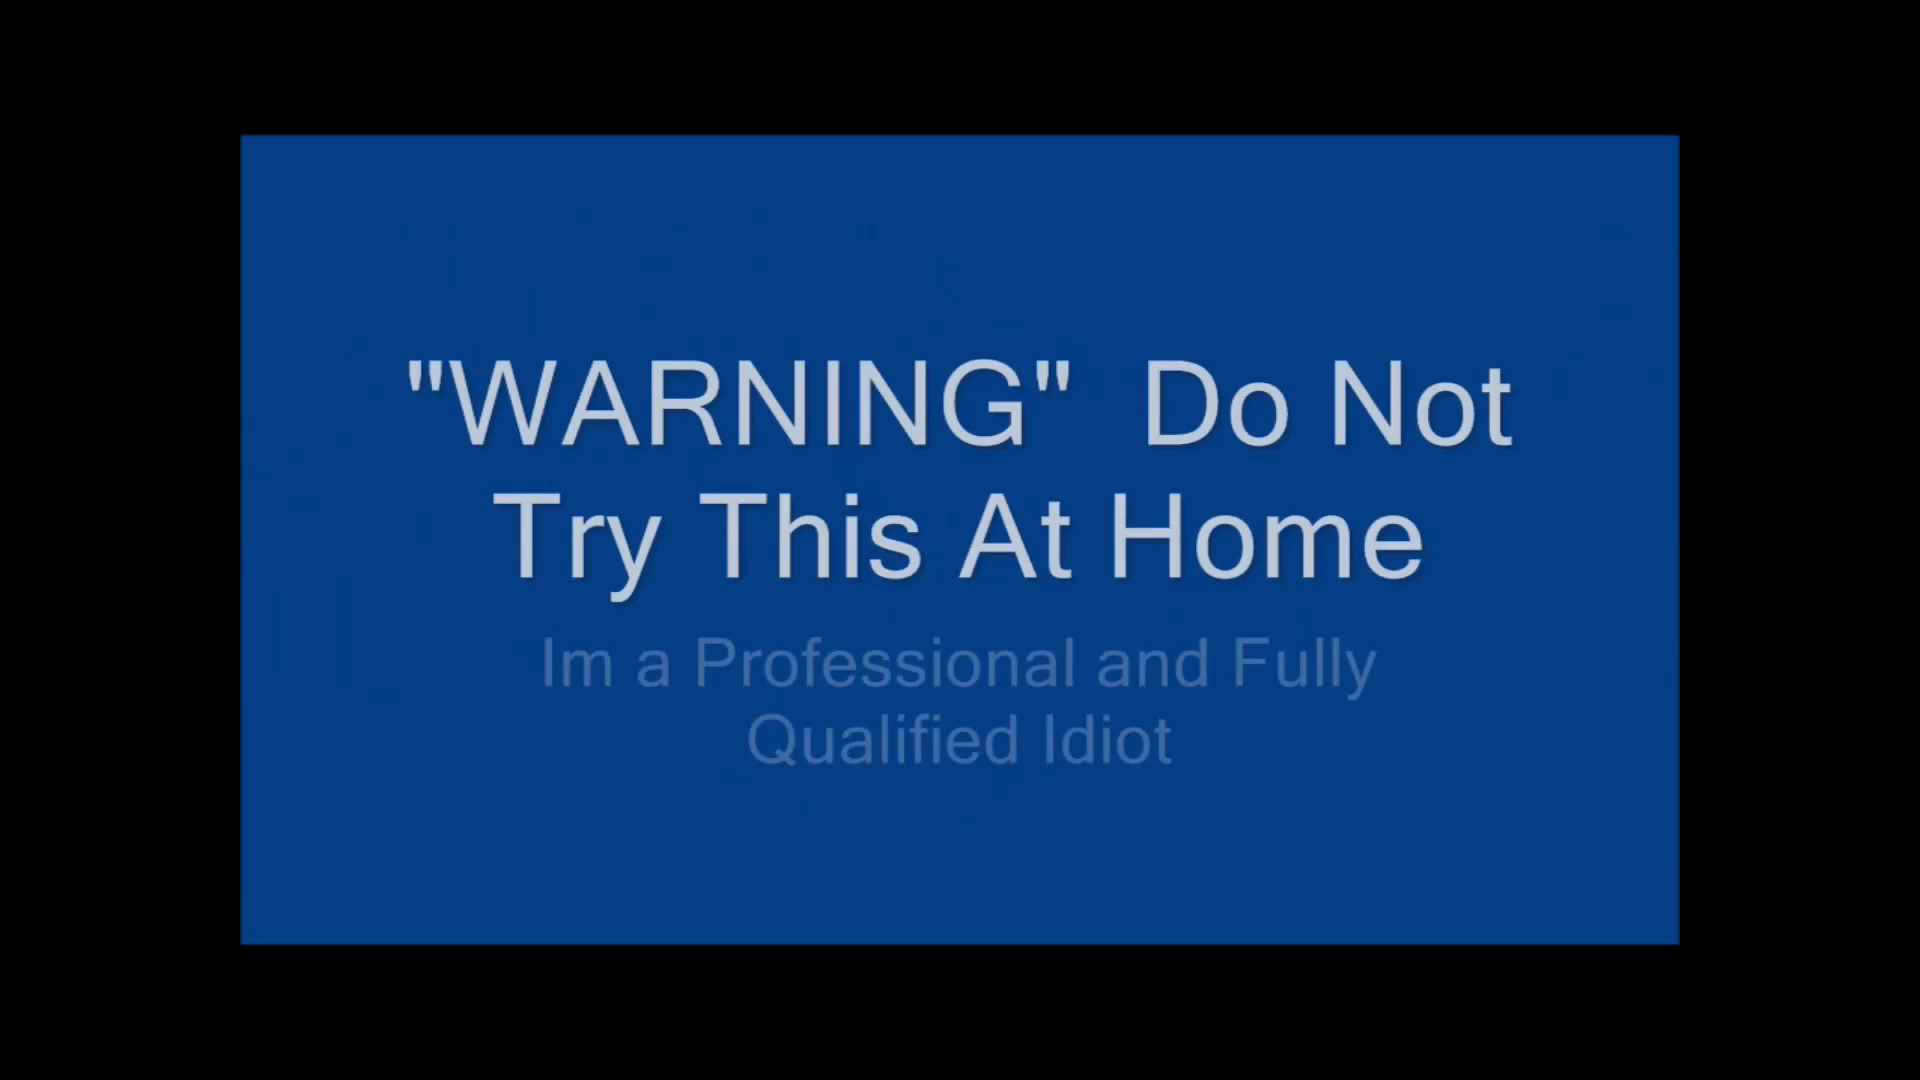 "WARNING"  Do Not
Try This At Home
Im a Professional and Fully
Qualified Idiot